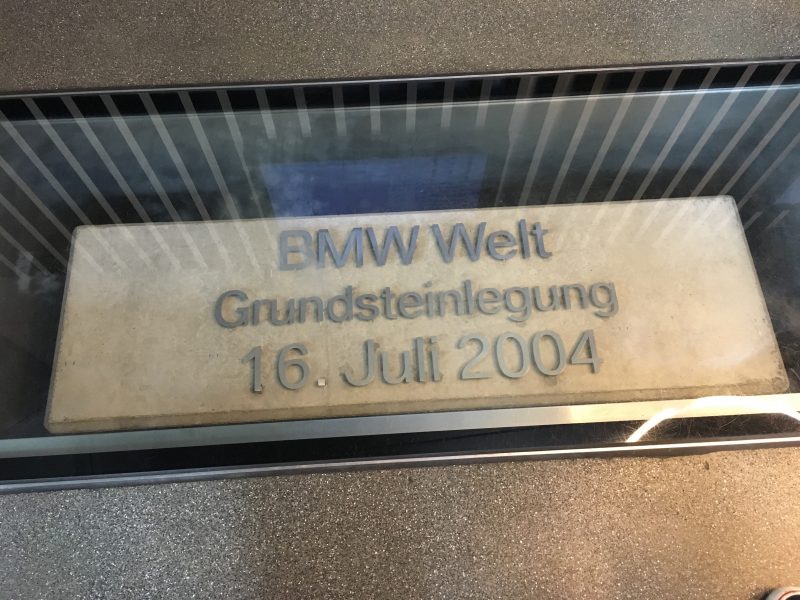 BMW Welt
Grundsteinlegung
16. Juli 2004